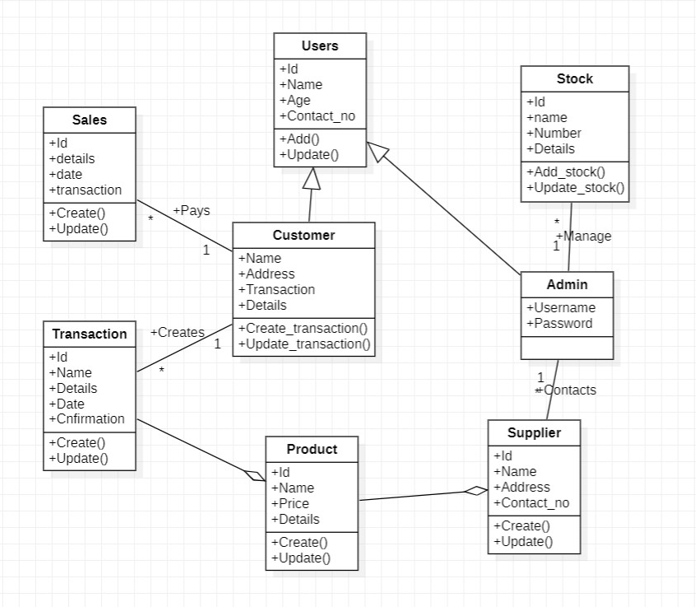 Users
+Id
+Name
+Age
+Contact_no
+Add()
+Update()
Stock
+Id
+name
+Number
+Details
+Add_stock()
+Update_stock()
Sales
+Id
+details
+date
+transaction
+Create()
+Update()
+Pays
*
1
Customer
+Name
+Address
+Transaction
+Details
+Create_transaction()
+Update_transaction()
*
+Manage
1
Admin
+Username
+Password
Transaction
+Id
+Name
+Details
+Date
+Cnfirmation
+Create()
+Update()
+Creates
1
*
1
*
+Contacts
Product
+Id
+Name
+Price
+Details
+Create()
+Update()
Supplier
+Id
+Name
+Address
+Contact_no
+Create()
+Update()